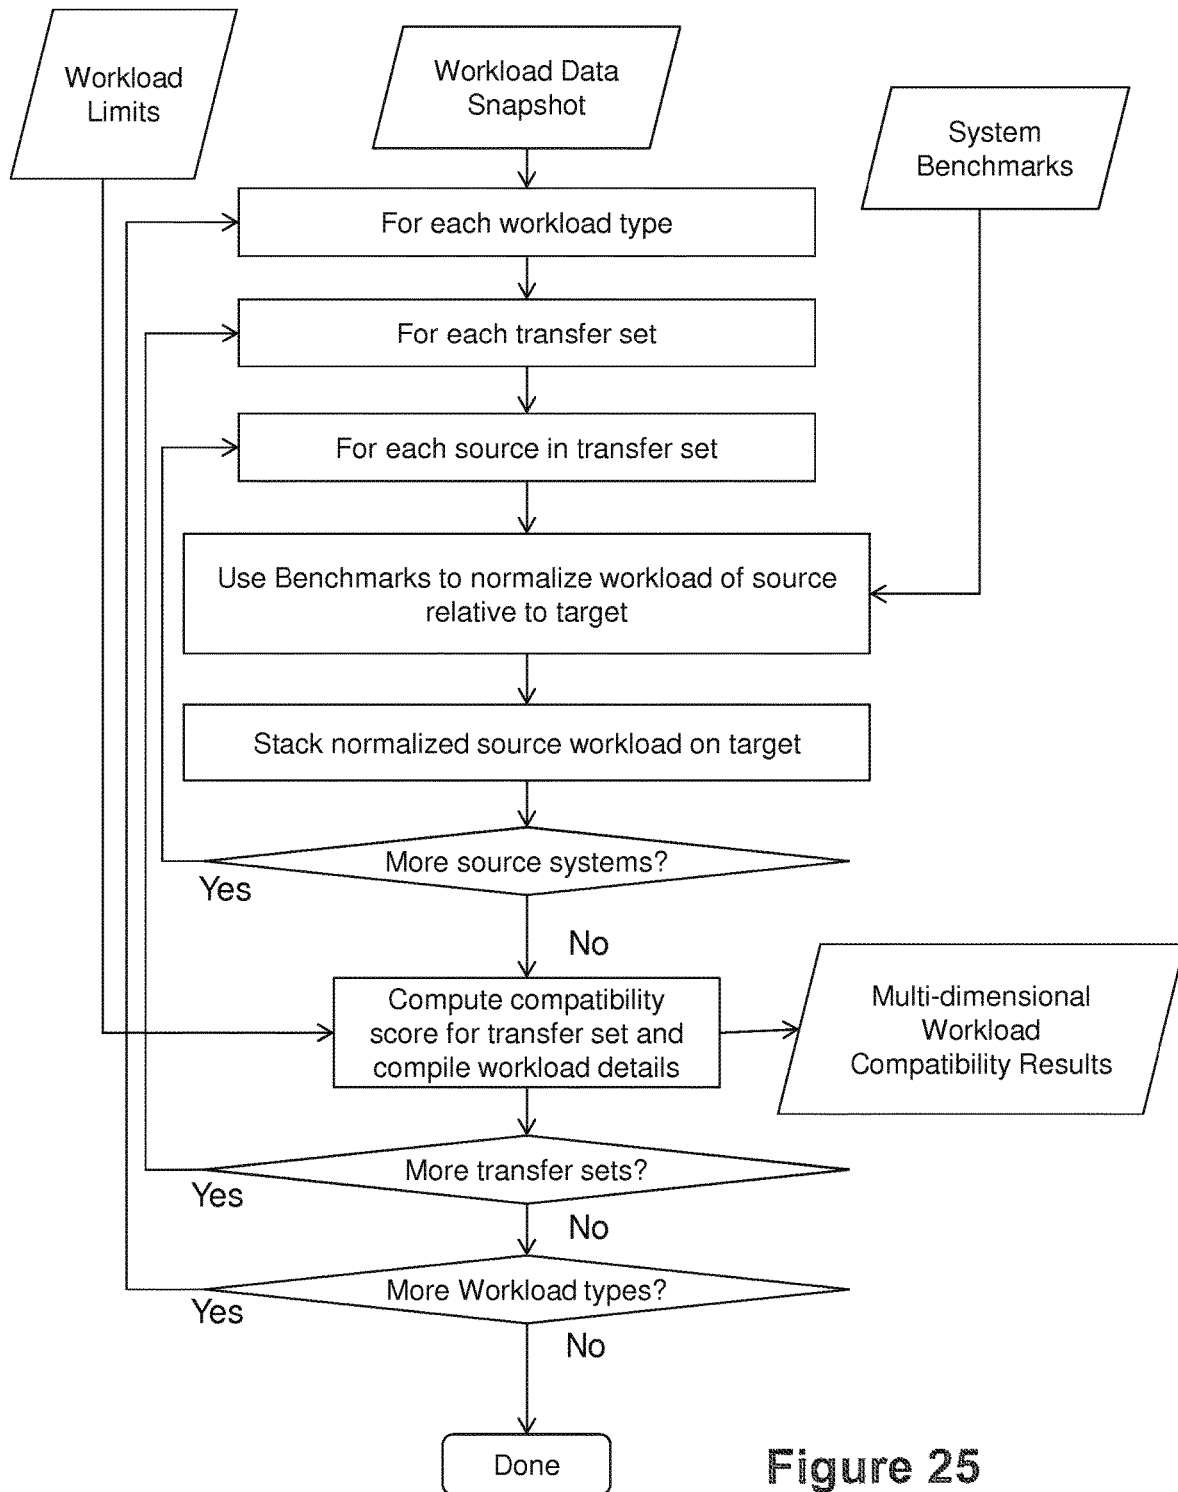 Workload
Limits
Workload Data
Snapshot
System
Benchmarks
For each workload type
For each transfer set
For each source in transfer set
Use Benchmarks to normalize workload of source
relative to target
Stack normalized source workload on target
More source systems?
Yes
No
Compute compatibility
score for transfer set and
compile workload details
Multi-dimensional
Workload
Compatibility Results
More transfer sets?
Yes
No
More Workload types?
Yes
No
Done
Figure 25